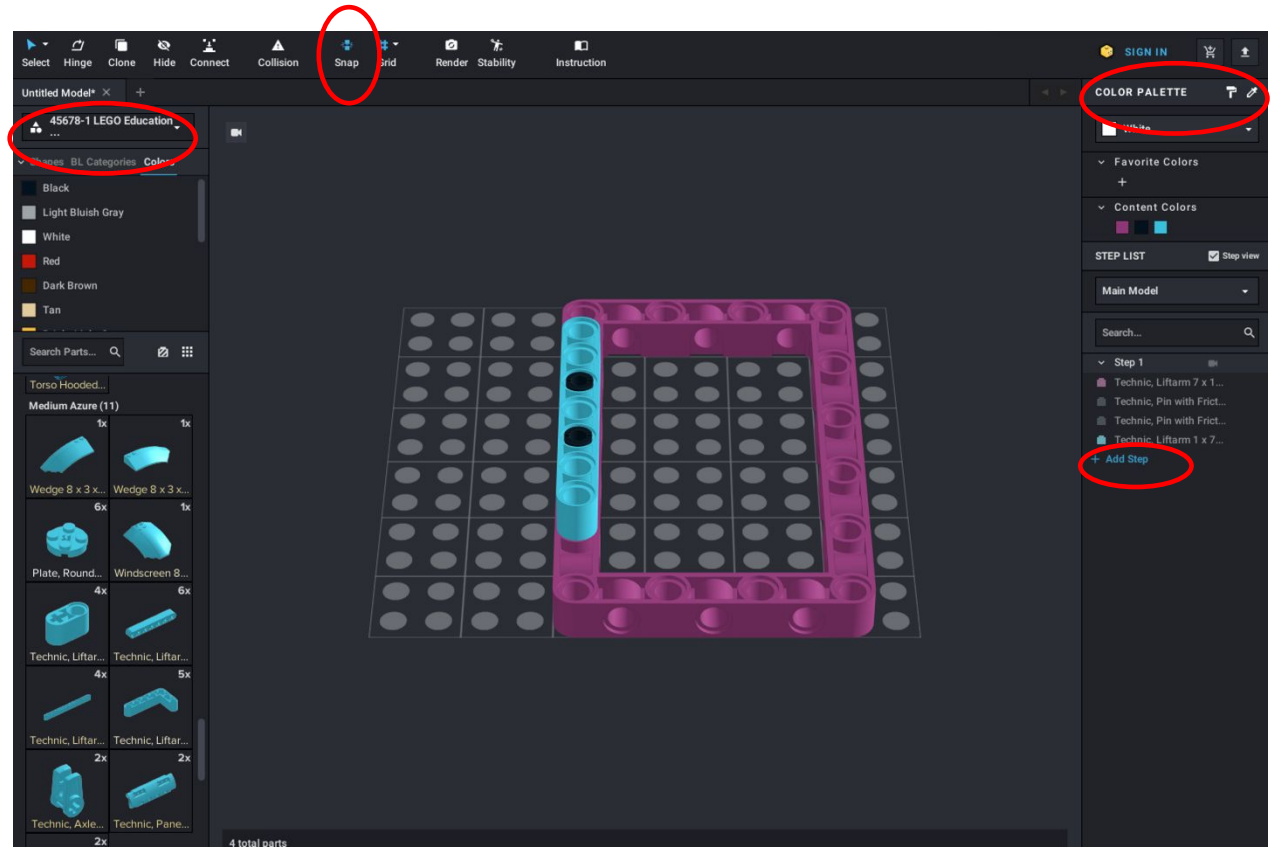 Select Hinge Clone Hide Connect Collision Snap Grid Render Stability Instruction
SIGN IN
Untitled Model* × +
45678-1 LEGO Education
...
Shapes BL Categories Colors
Black
Light Bluish Gray
White
Red
Dark Brown
Tan
Search Parts...
Torso Hooded...
Medium Azure (11)
1x 1x
Wedge 8 x 3 x... Wedge 8 x 3 x...
6x 1x
Plate, Round... Windscreen 8...
4x 6x
Technic, Liftar... Technic, Liftar...
4x 5x
Technic, Liftar... Technic, Liftar...
2x 2x
Technic, Axle... Technic, Pane...
2x
4 total parts
COLOR PALETTE
White
Favorite Colors
+
Content Colors
STEP LIST Step view
Main Model
Search...
Step 1
Technic, Liftarm 7 x 1...
Technic, Pin with Frict...
Technic, Pin with Frict...
Technic, Liftarm 1 x 7...
+ Add Step